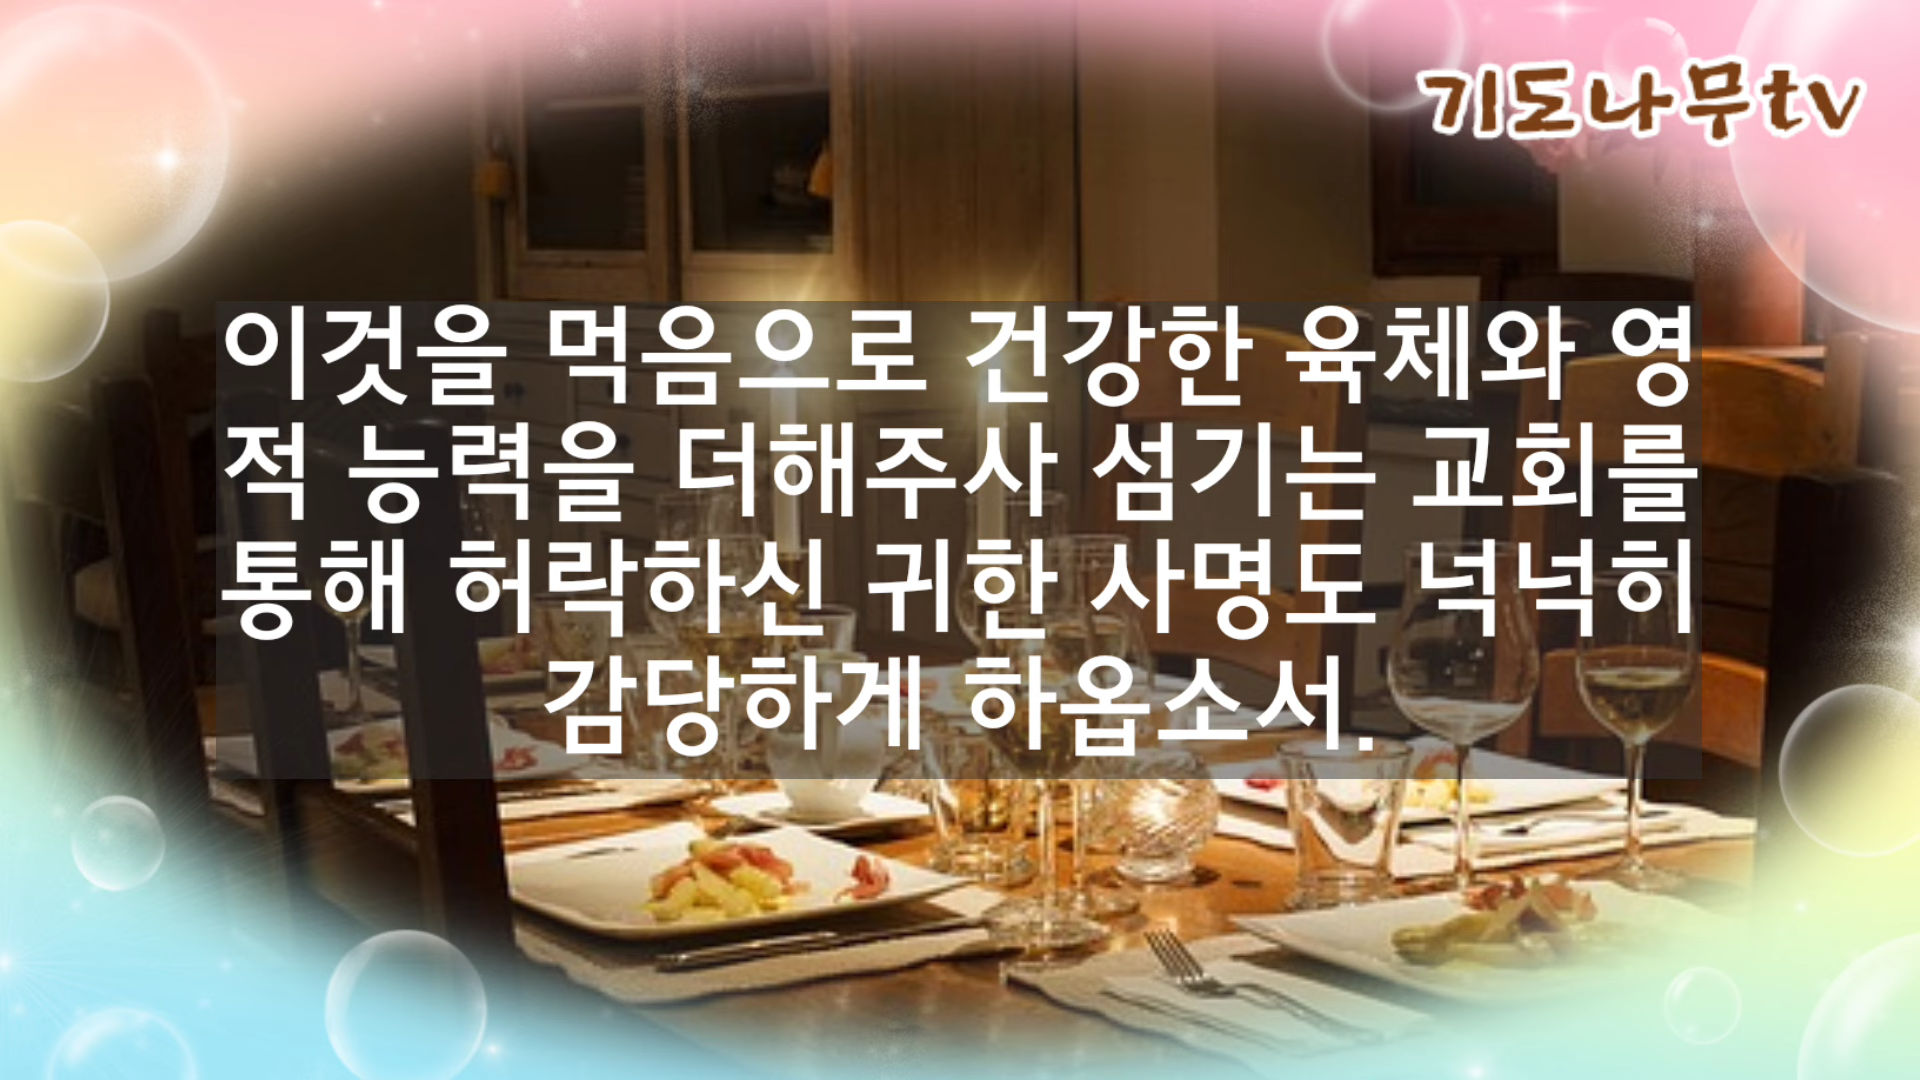 기도나무tv
이것을 먹음으로 건강한 육체와 영
적 능력을 더해주사 섬기는 교회를
통해 허락하신 귀한 사명도 넉넉히
감당하게 하옵소서.